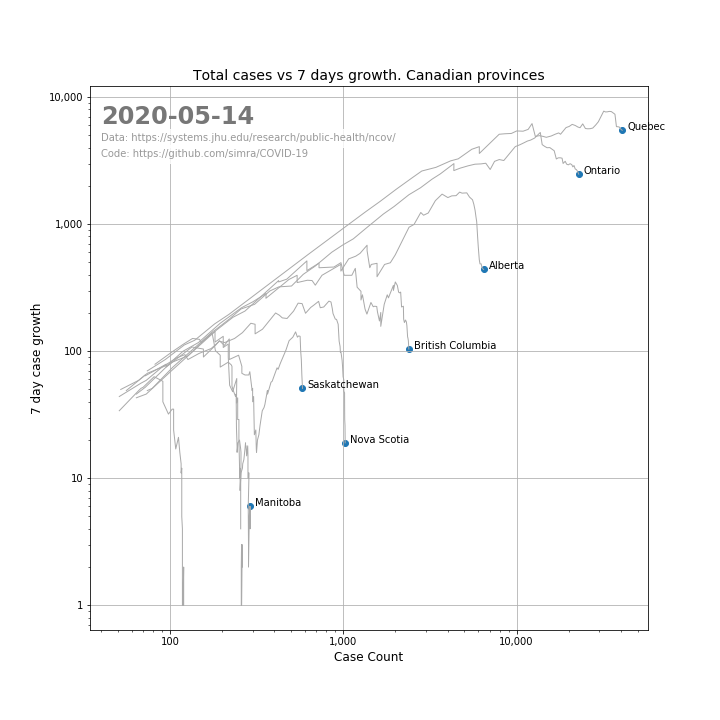 Total cases vs 7 days growth. Canadian provinces
10,000
2020-05-14
Data: https://systems.jhu.edu/research/public-health/ncov/
Code: https://github.com/simra/COVID-19
Quebec
Ontario
1,000
Alberta
7 day case growth
British Columbia
100
Saskatchewan
Nova Scotia
10
Manitoba
1
100
1,000
10,000
Case Count